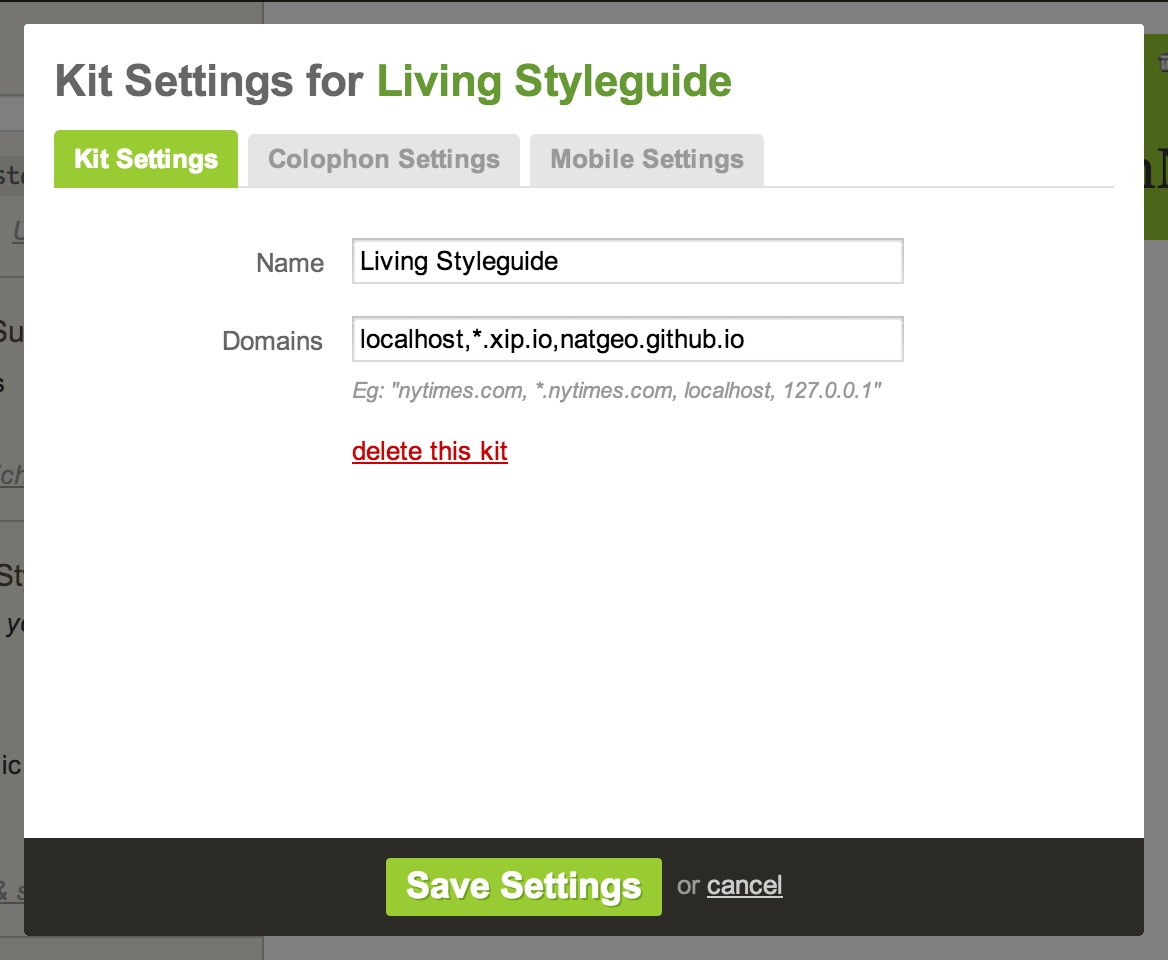 Kit Settings for Living Styleguide
Kit Settings
Colophon Settings
Mobile Settings
Name
Living Styleguide
Domains
localhost,*.xip.io,natgeo.github.io
Eg: "nytimes.com, *.nytimes.com, localhost, 127.0.0.1"
delete this kit
Save Settings or cancel